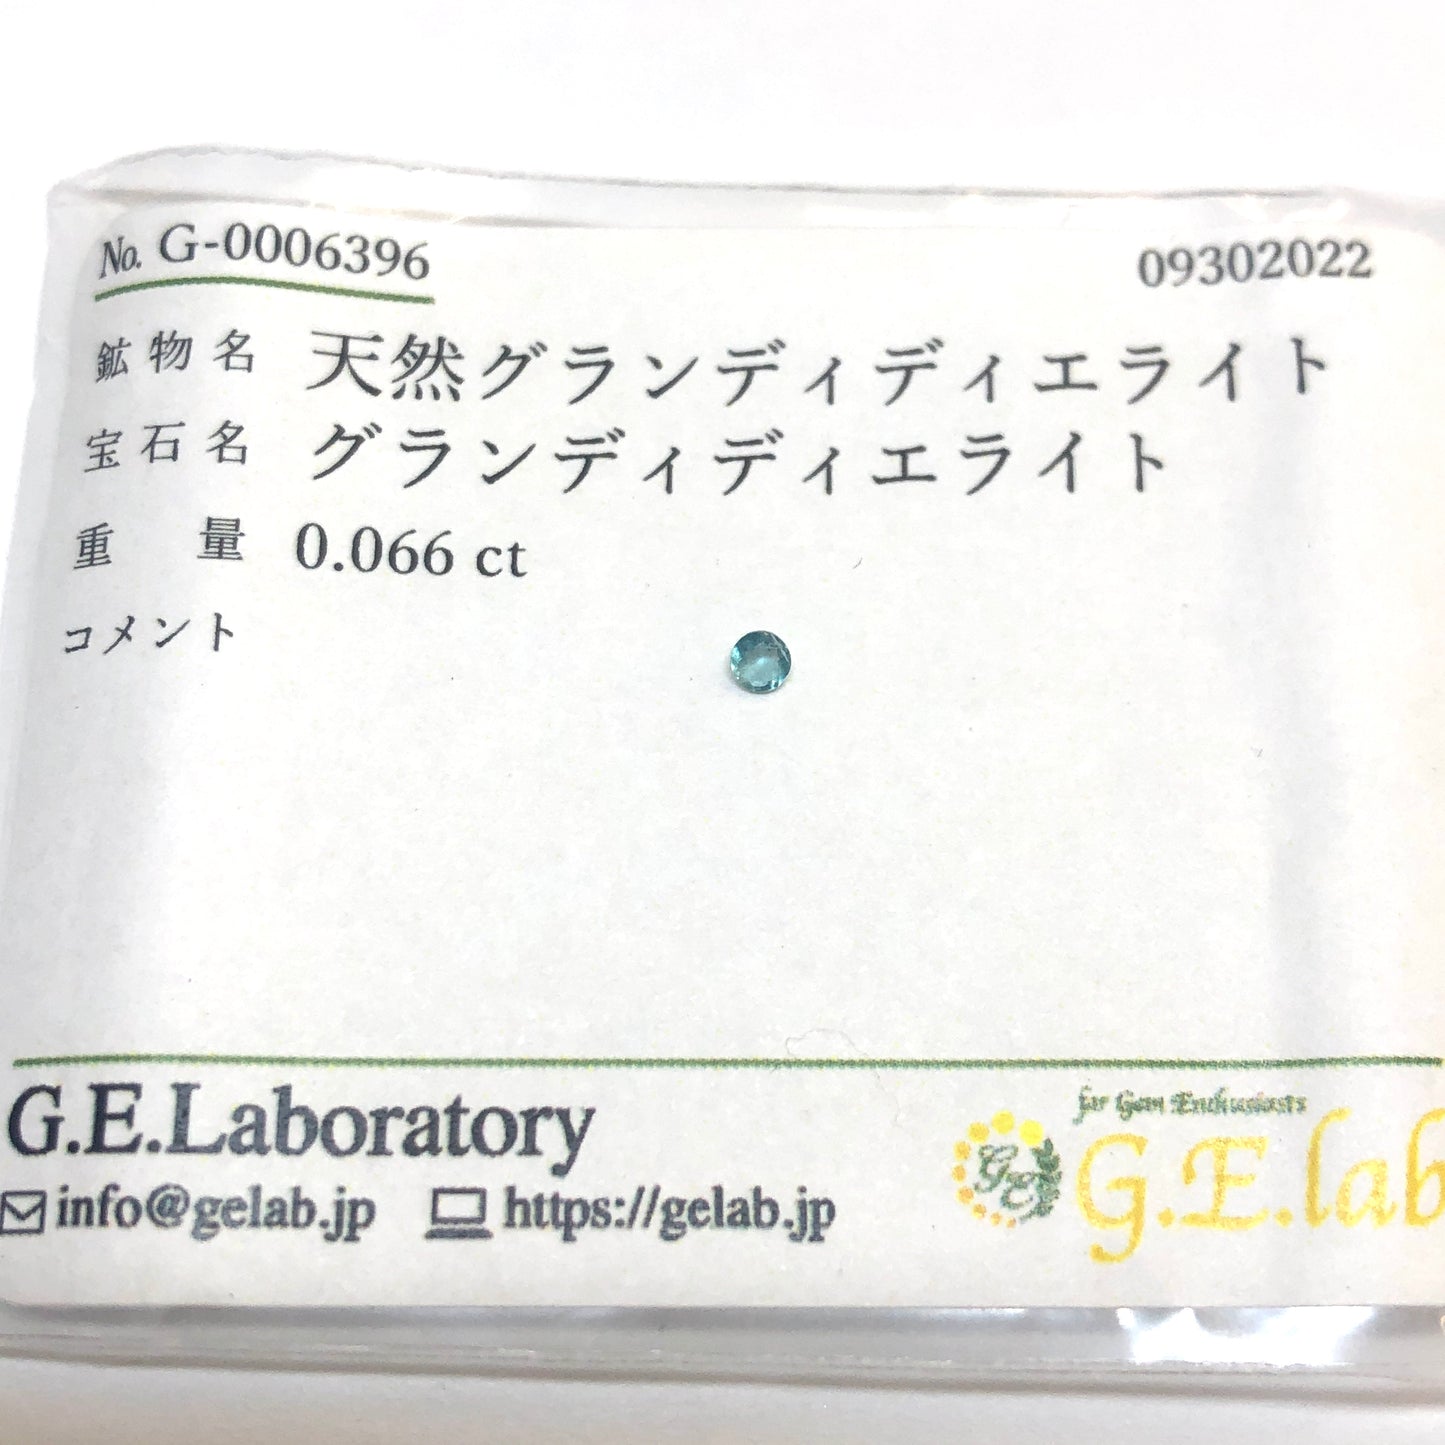 No. G-0006396
09302022
鉱物名 天然グランディディエライト
宝石名 グランディディエライト
重量 0.066 ct
コメント
G.E.Laboratory
info@gelab.jp https://gelab.jp
for Gem Enthusiasts
GE
G.E.lab